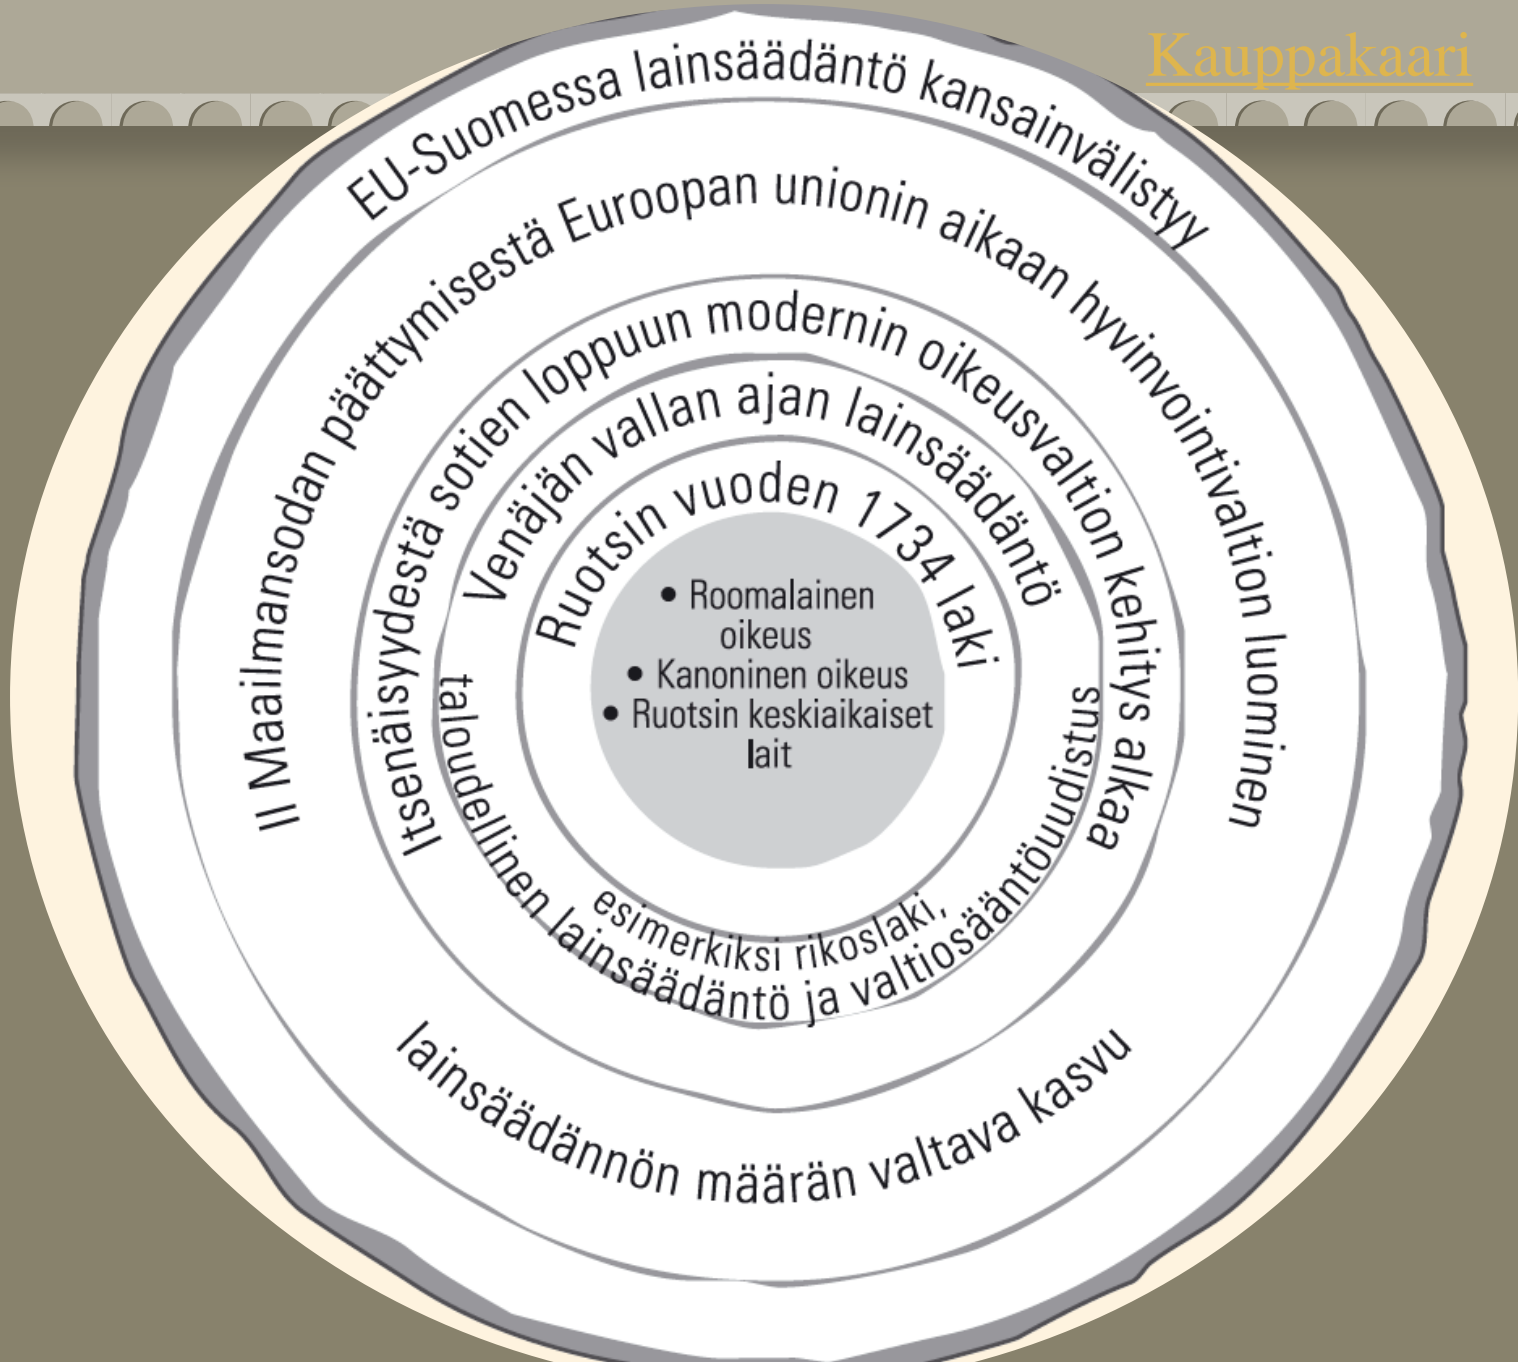 Kauppakaari
EU-Suomessa lainsäädäntö kansainvälistyy
II Maailmansodan päättymisestä Euroopan unionin aikaan hyvinvointivaltion luominen
lainsäädännön määrän valtava kasvu
Itsenäisyydestä sotien loppuun modernin oikeusvaltion kehitys alkaa
Venäjän vallan ajan lainsäädäntö
esimerkiksi rikoslaki,
taloudellinen lainsäädäntö ja valtiosääntöuudistus
Ruotsin vuoden 1734 laki
• Roomalainen
oikeus
• Kanoninen oikeus
• Ruotsin keskiaikaiset
lait